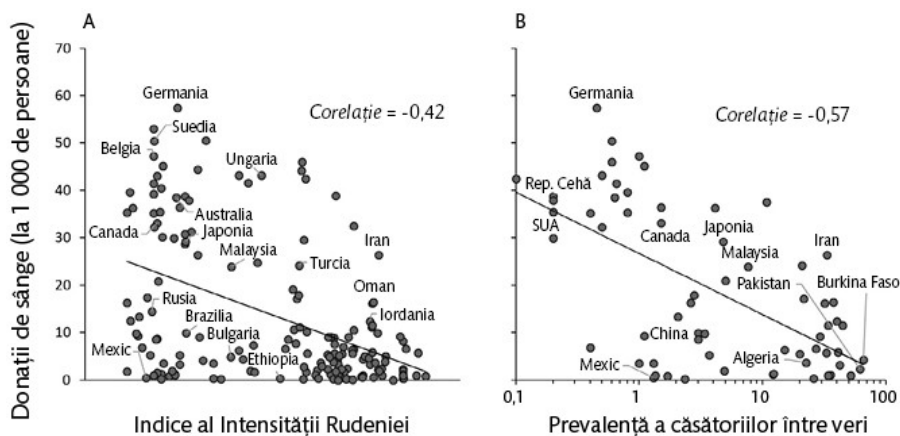 A
B
Donații de sânge (la 1 000 de persoane)
70
60
50
40
30
20
10
0
Germania
Suedia
Belgia
Ungaria
Corelație = -0,42
Australia
Canada
Japonia
Malaysia
Iran
Turcia
Oman
Rusia
Iordania
Brazilia
Bulgaria
Mexic
Ethiopia
Indice al Intensității Rudeniei
Germania
Corelație = -0,57
Rep. Cehă
SUA
Canada
Japonia
Malaysia
Iran
Pakistan
Burkina Faso
China
Mexic
Algeria
0,1
1
10
100
Prevalență a căsătoriilor între veri